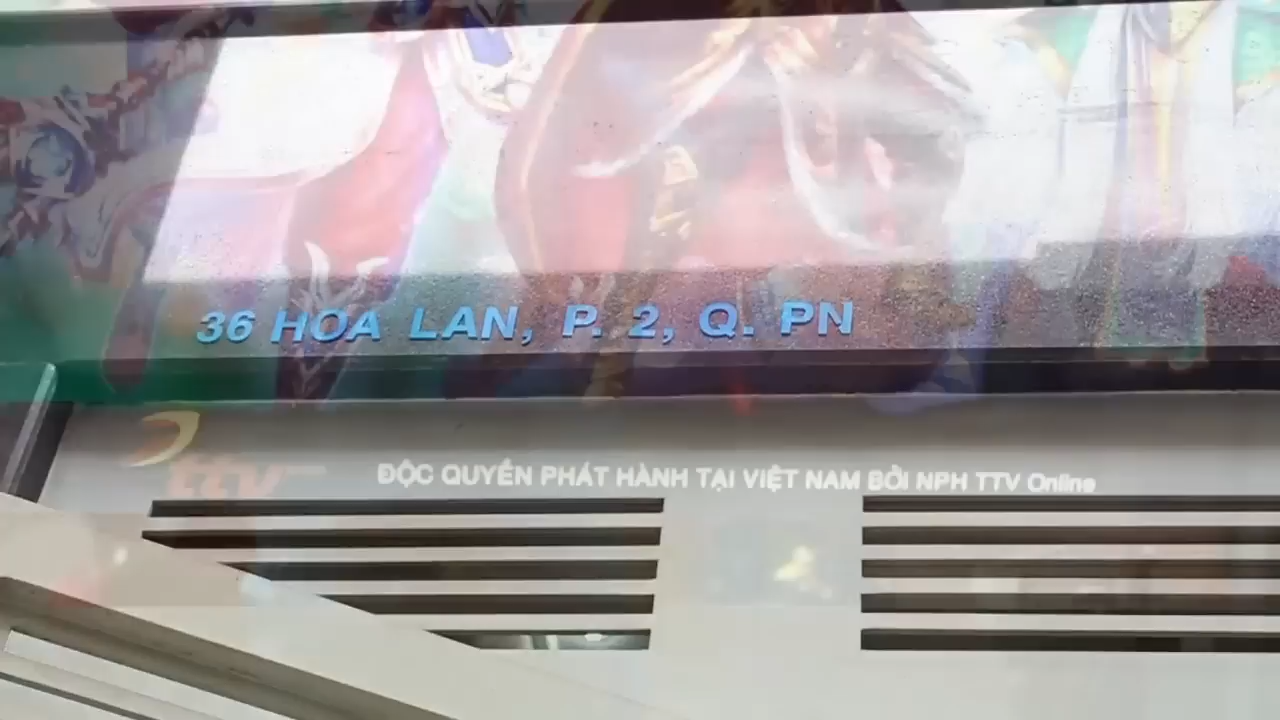 36 HOA LAN, P. 2, Q. PN
ttv
ĐỘC QUYỀN PHÁT HÀNH TẠI VIỆT NAM BỞI NPH TTV Online